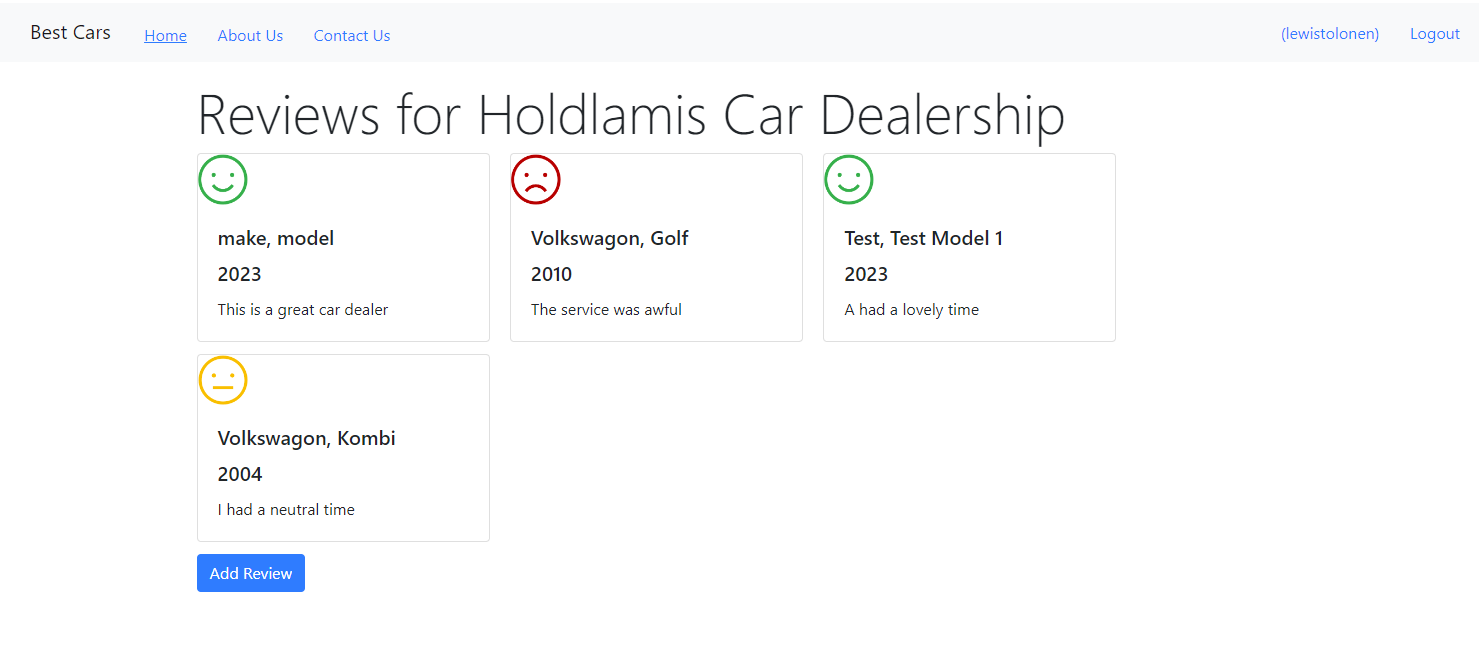 Best Cars Home About Us Contact Us (lewistolonen) Logout
Reviews for Holdlamis Car Dealership
make, model
2023
This is a great car dealer
Volkswagon, Golf
2010
The service was awful
Test, Test Model 1
2023
A had a lovely time
Volkswagon, Kombi
2004
I had a neutral time
Add Review